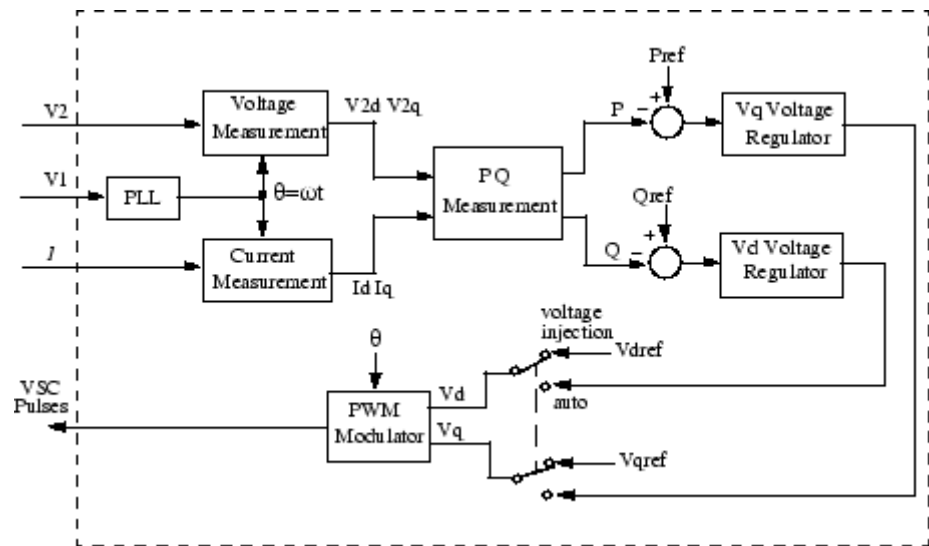 Pref
V2
Voltage
Measurement
V2d V2q
P
−
+
Vq Voltage
Regulator
V1
PLL
θ=ωt
PQ
Measurement
Qref
I
Current
Measurement
Id Iq
Q
−
+
Vd Voltage
Regulator
voltage
injection
θ
Vdref
VSC
Pulses
PWM
Modulator
Vd
Vq
auto
Vqref